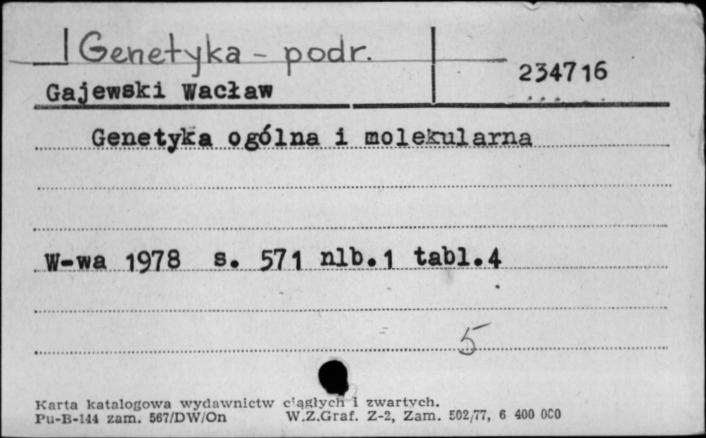 Genetyka - podr.
234716
Gajewski Wacław
Genetyka ogólna i molekularna
W-wa 1978 s. 571 nlb.1 tabl.4
5
Karta katalogowa wydawnictw ciągłych i zwartych.
Pu-B-144 zam. 567/DW/On W.Z.Graf. Z-2, Zam. 502/77, 6 400 000